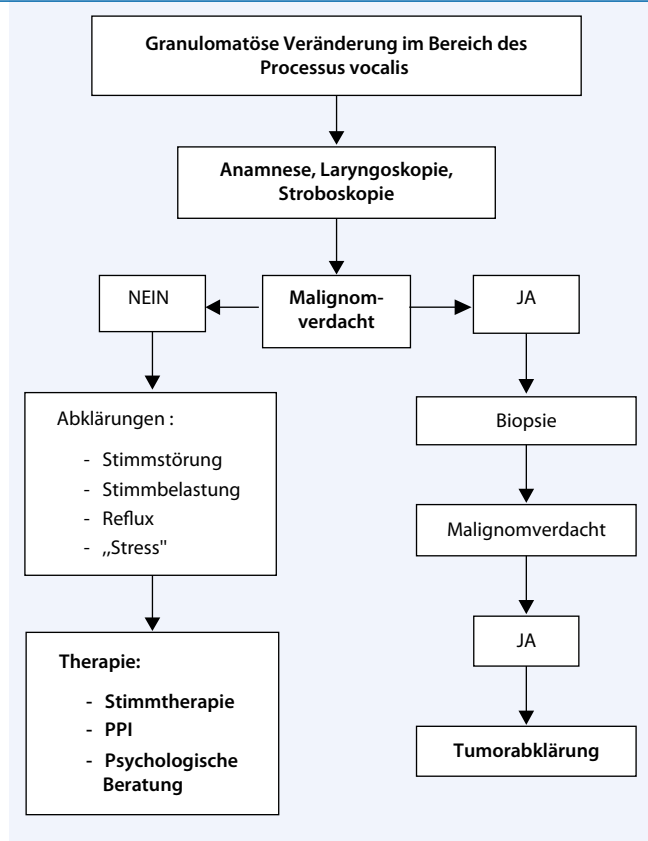 Granulomatöse Veränderung im Bereich des
Processus vocalis
Anamnese, Laryngoskopie,
Stroboskopie
NEIN
Malignom-
verdacht
JA
Abklärungen :
- Stimmstörung
- Stimmbelastung
- Reflux
- „Stress"
Therapie:
- Stimmtherapie
- PPI
- Psychologische
Beratung
Biopsie
Malignomverdacht
JA
Tumorabklärung